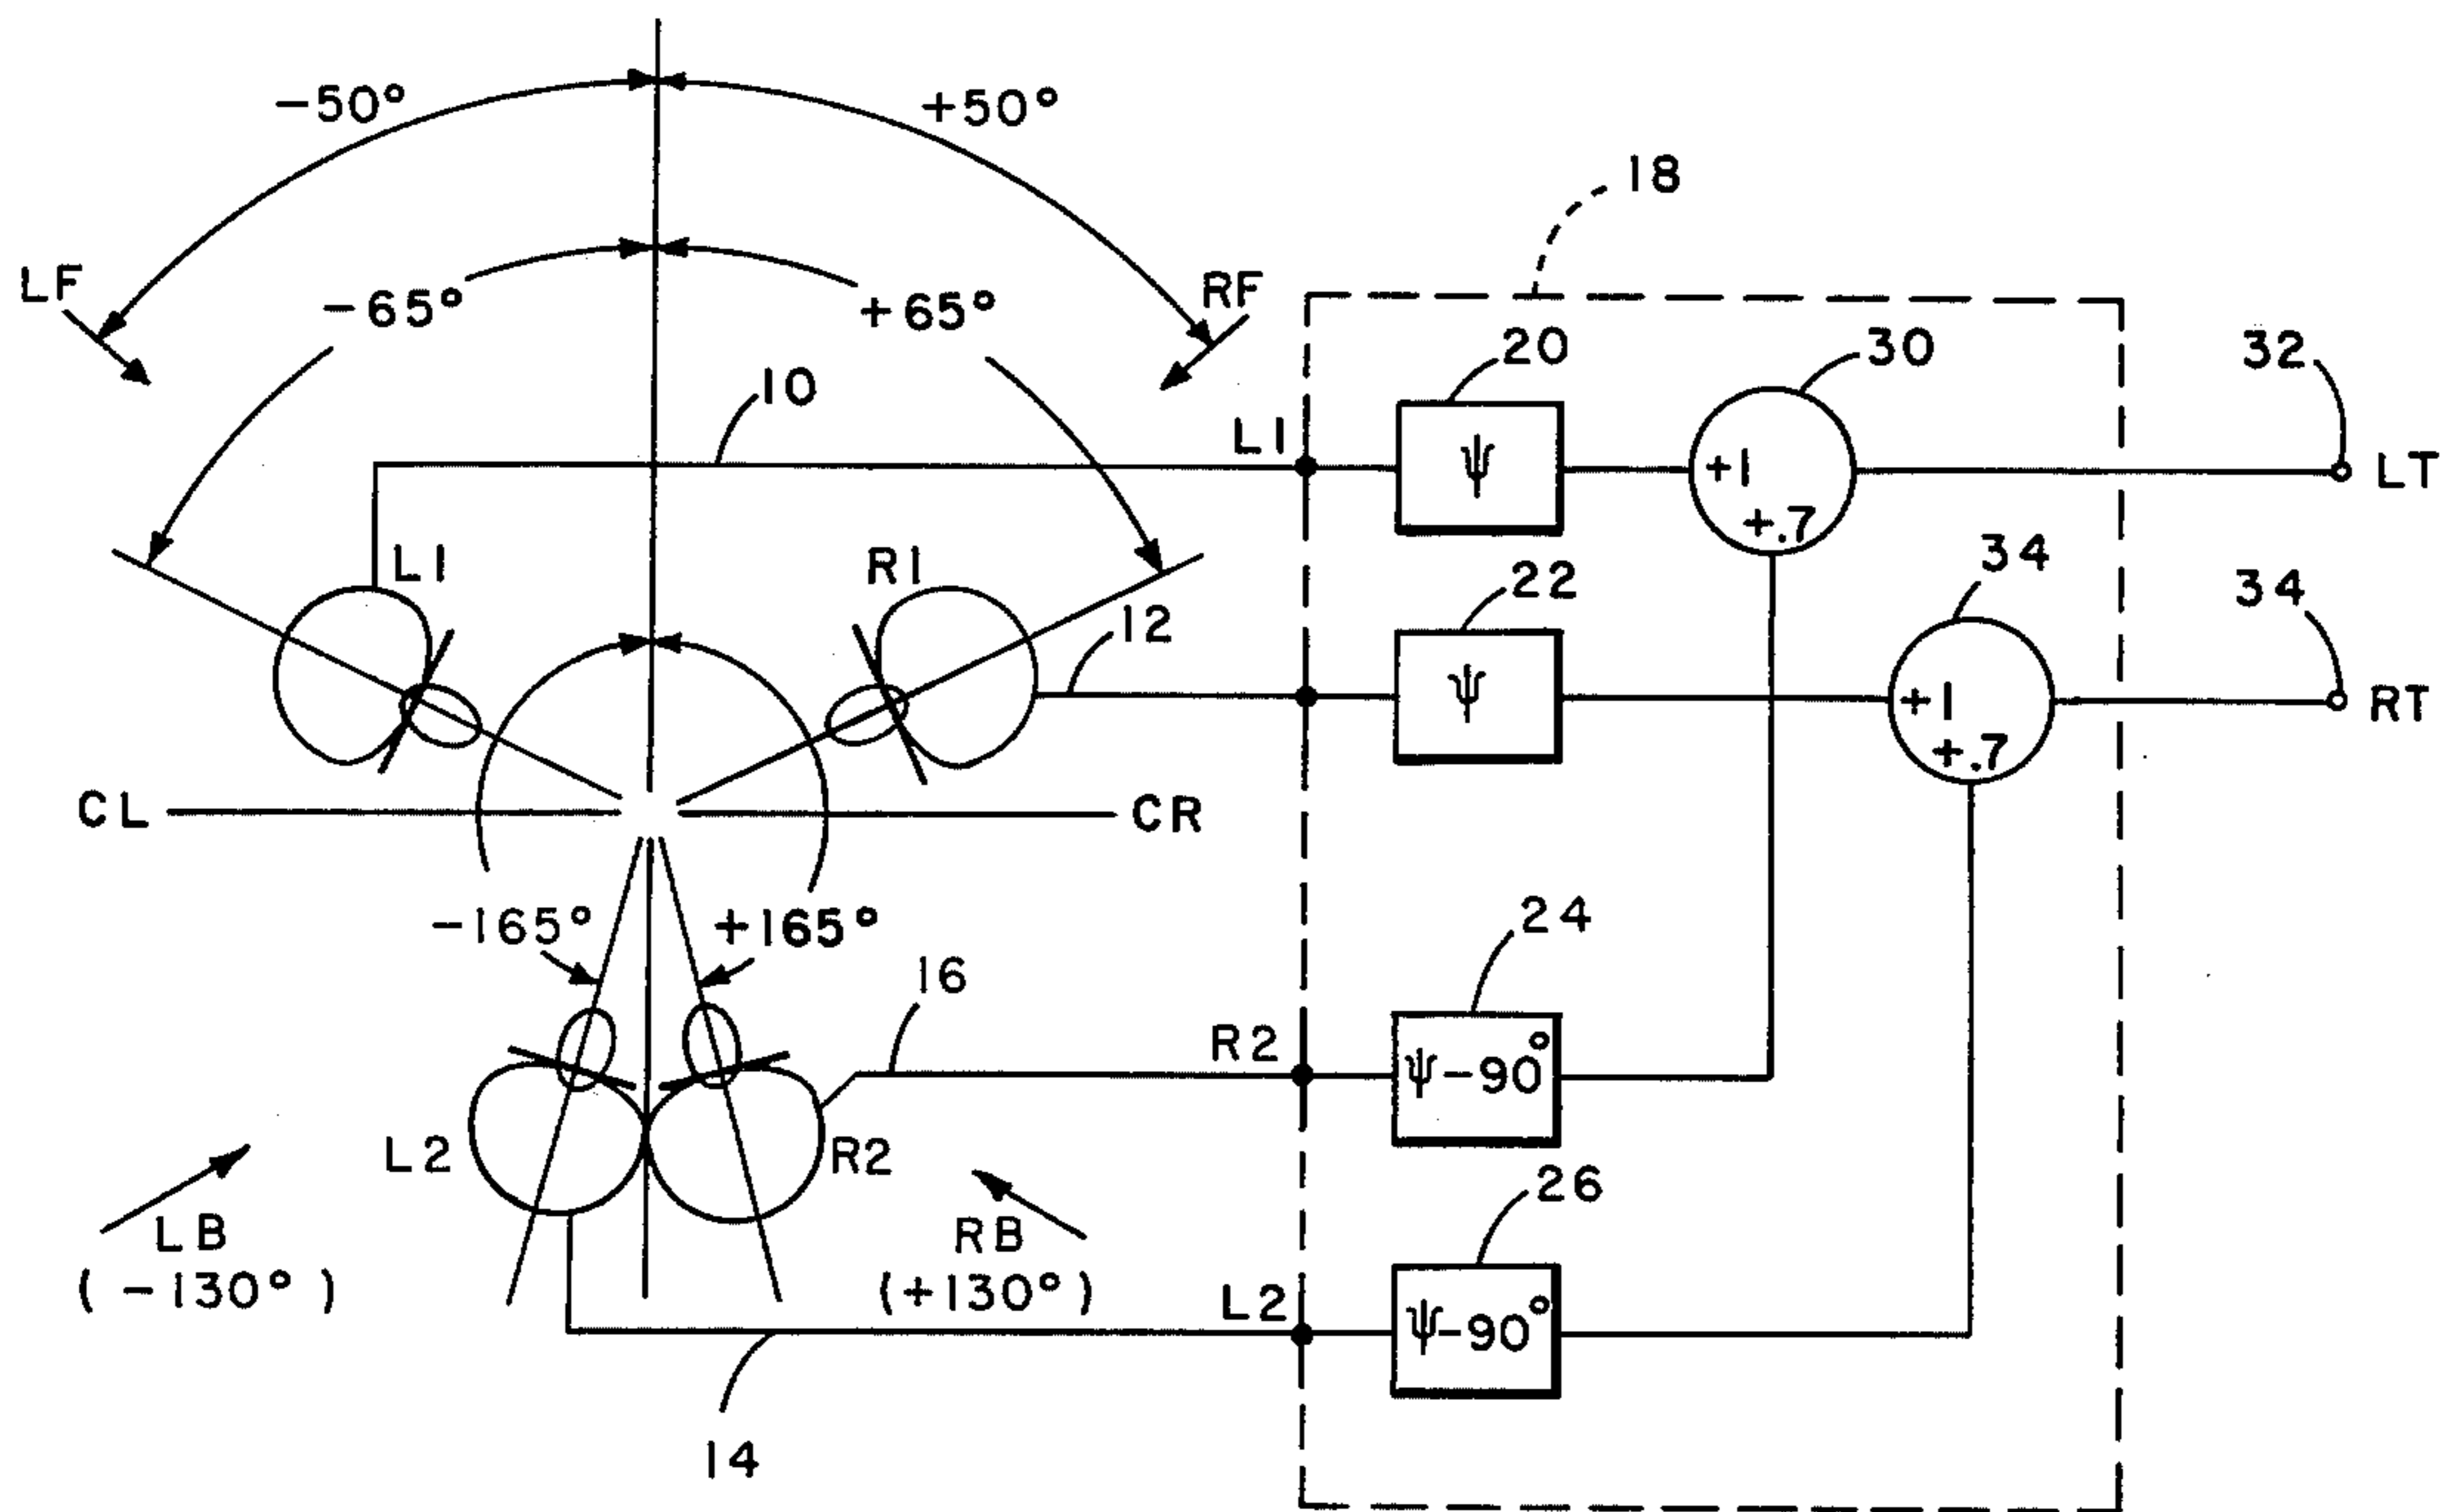 -50°
+50°
18
LF
-65°
+65°
RF
20
30
32
10
L1
ψ
+1
+.7
LT
L1
R1
12
22
34
34
ψ
+1
+.7
RT
CL
CR
-165°
+165°
16
24
R2
ψ-90°
L2
R2
26
LB
(-130°)
RB
(+130°)
L2
ψ-90°
14